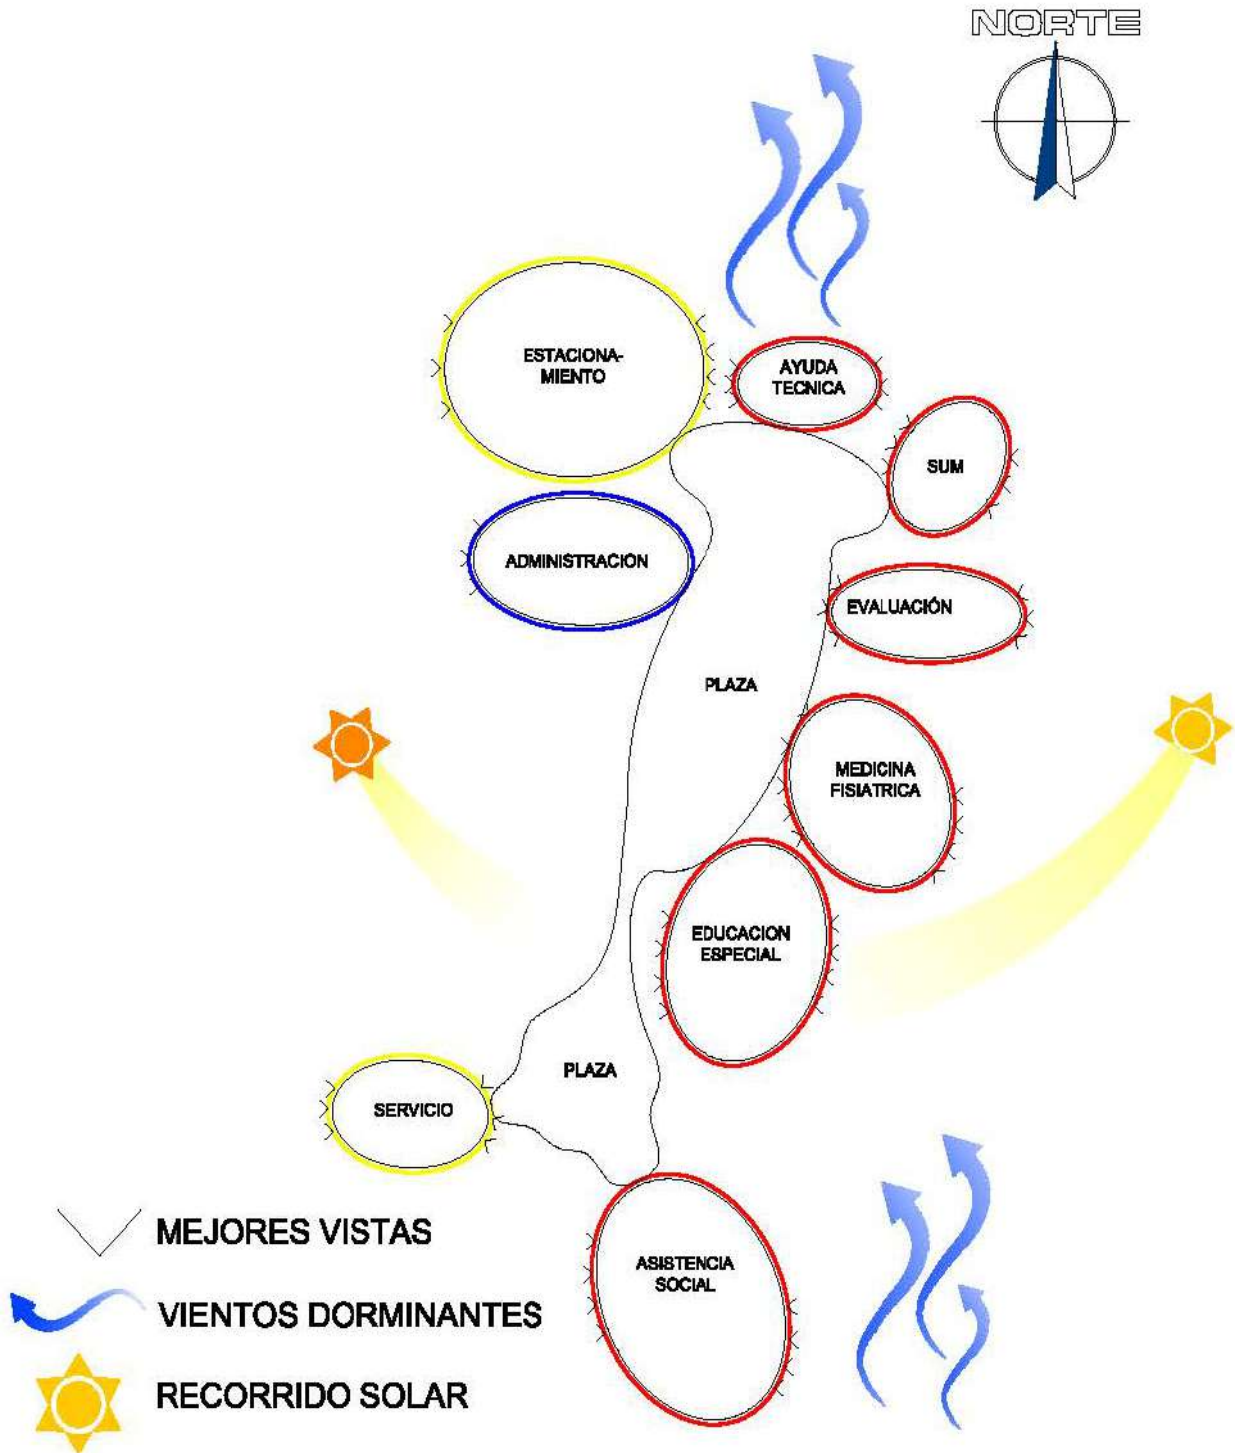 NORTE
ESTACIONA-
MIENTO
AYUDA
TECNICA
SUM
ADMINISTRACION
EVALUACIÓN
PLAZA
MEDICINA
FISIATRICA
EDUCACION
ESPECIAL
PLAZA
SERVICIO
MEJORES VISTAS
ASISTENCIA
SOCIAL
VIENTOS DORMINANTES
RECORRIDO SOLAR